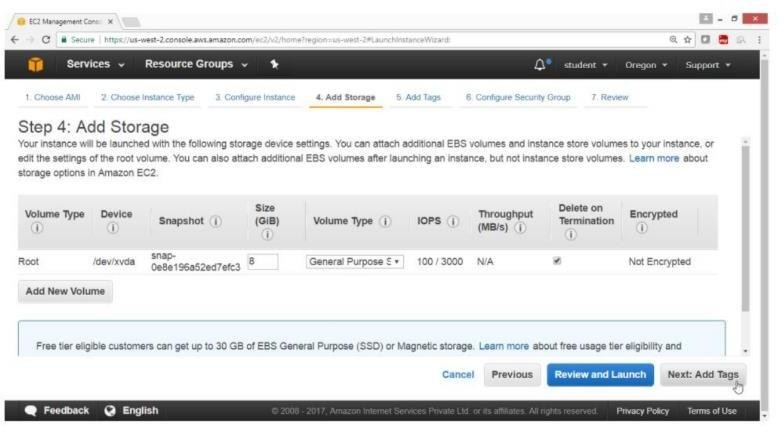 EC2 Management Consol
Secure | https://us-west-2.console.aws.amazon.com/ec2/v2/home?region=us-west-2#LaunchInstanceWizard:
Services Resource Groups student Oregon Support
1. Choose AMI 2. Choose Instance Type 3. Configure Instance 4. Add Storage 5. Add Tags 6. Configure Security Group 7. Review
Step 4: Add Storage
Your instance will be launched with the following storage device settings. You can attach additional EBS volumes and instance store volumes to your instance, or
edit the settings of the root volume. You can also attach additional EBS volumes after launching an instance, but not instance store volumes. Learn more about
storage options in Amazon EC2.
Volume Type Device Snapshot Size (GiB) Volume Type IOPS Throughput (MB/s) Delete on Termination Encrypted
Root /dev/xvda snap-0e8e196a52ed7efc3 8 General Purpose S 100 / 3000 N/A Not Encrypted
Add New Volume
Free tier eligible customers can get up to 30 GB of EBS General Purpose (SSD) or Magnetic storage. Learn more about free usage tier eligibility and
Cancel Previous Review and Launch Next: Add Tags
Feedback English © 2008 - 2017, Amazon Internet Services Private Ltd. or its affiliates. All rights reserved. Privacy Policy Terms of Use